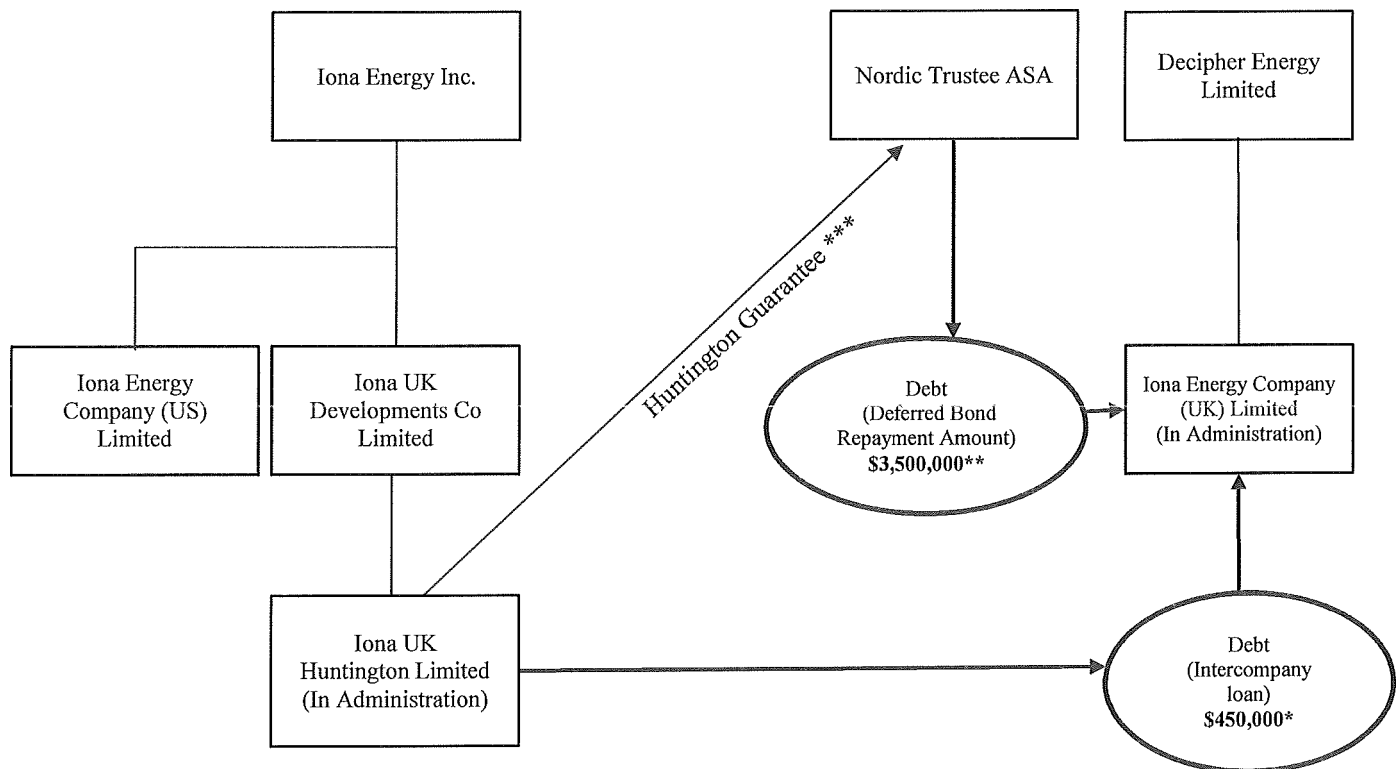 Iona Energy Inc.
Nordic Trustee ASA
Decipher Energy
Limited
Huntington Guarantee ***
Iona Energy
Company (US)
Limited
Iona UK
Developments Co
Limited
Debt
(Deferred Bond
Repayment Amount)
$3,500,000**
Iona Energy Company
(UK) Limited
(In Administration)
Iona UK
Huntington Limited
(In Administration)
Debt
(Intercompany
loan)
$450,000*